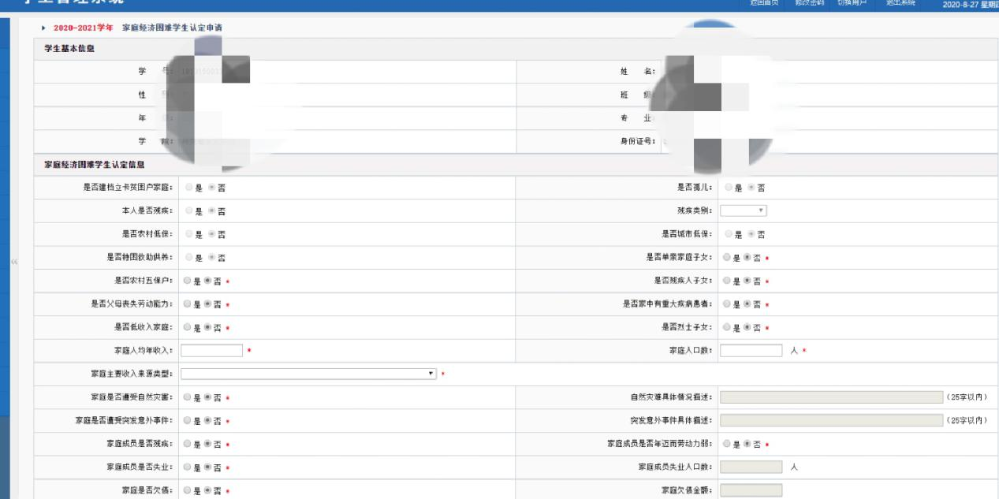 返回首页 修改密码 切换用户 退出系统 2020-8-27
2020-2021学年 家庭经济困难学生认定申请
学生基本信息
学 号: 姓 名:
性 班 级:
年 专 业:
学 院: 身份证号:
家庭经济困难学生认定信息
是否建档立卡贫困户家庭: 是 否 是否孤儿: 是 否
本人是否残疾: 是 否 残疾类别:
是否农村低保: 是 否 是否城市低保: 是 否
是否特困救助供养: 是 否 是否单亲家庭子女: 是 否 *
是否农村五保户: 是 否 * 是否残疾人子女: 是 否 *
是否父母丧失劳动能力: 是 否 * 是否家中有重大疾病患者: 是 否 *
是否低收入家庭: 是 否 * 是否烈士子女: 是 否 *
家庭人均年收入: * 家庭人口数: 人 *
家庭主要收入来源类型: *
家庭是否遭受自然灾害: 是 否 * 自然灾难具体情况描述: (25字以内)
家庭是否遭受突发意外事件: 是 否 * 突发意外事件具体描述: (25字以内)
家庭成员是否残疾: 是 否 * 家庭成员是否年迈而劳动力弱: 是 否 *
家庭成员是否失业: 是 否 * 家庭成员失业人口数: 人
家庭是否欠债: 是 否 * 家庭欠债金额: